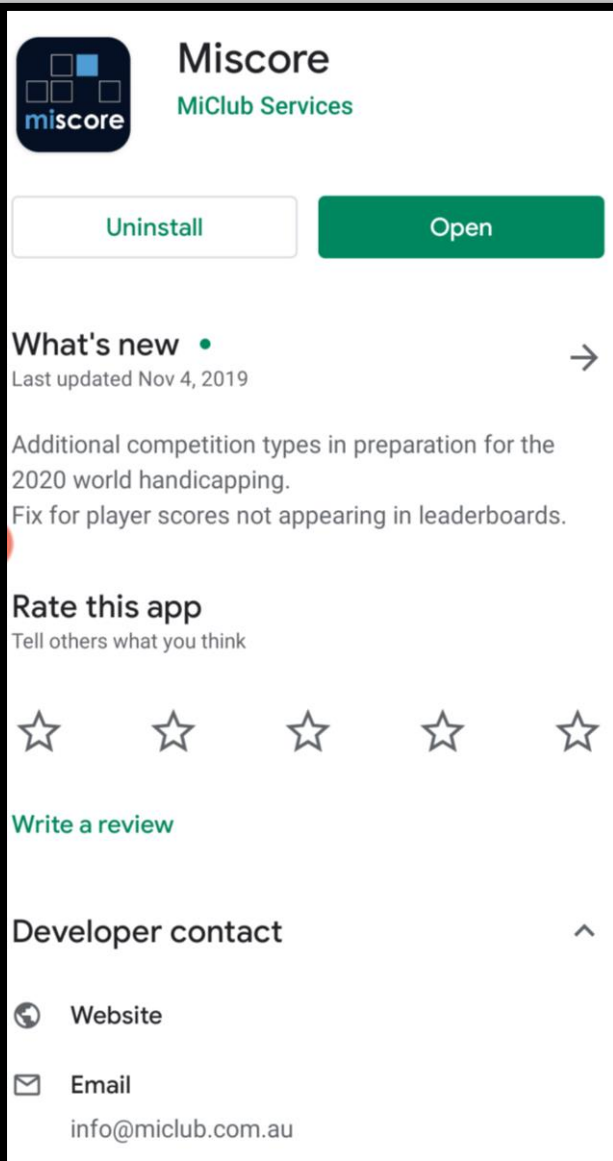 miscore
Miscore
MiClub Services
Uninstall
Open
What's new
Last updated Nov 4, 2019
Additional competition types in preparation for the
2020 world handicapping.
Fix for player scores not appearing in leaderboards.
Rate this app
Tell others what you think
Write a review
Developer contact
Website
Email
info@miclub.com.au